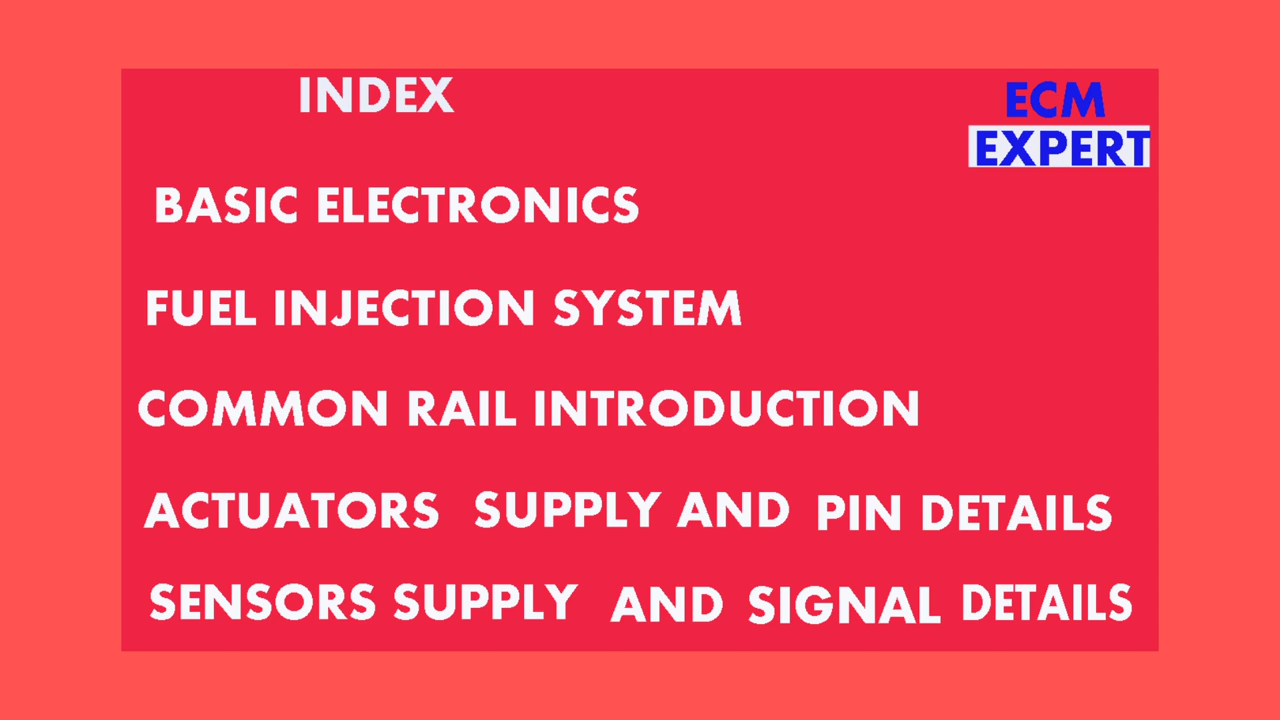 INDEX
ECM
EXPERT
BASIC ELECTRONICS
FUEL INJECTION SYSTEM
COMMON RAIL INTRODUCTION
ACTUATORS SUPPLY AND PIN DETAILS
SENSORS SUPPLY AND SIGNAL DETAILS